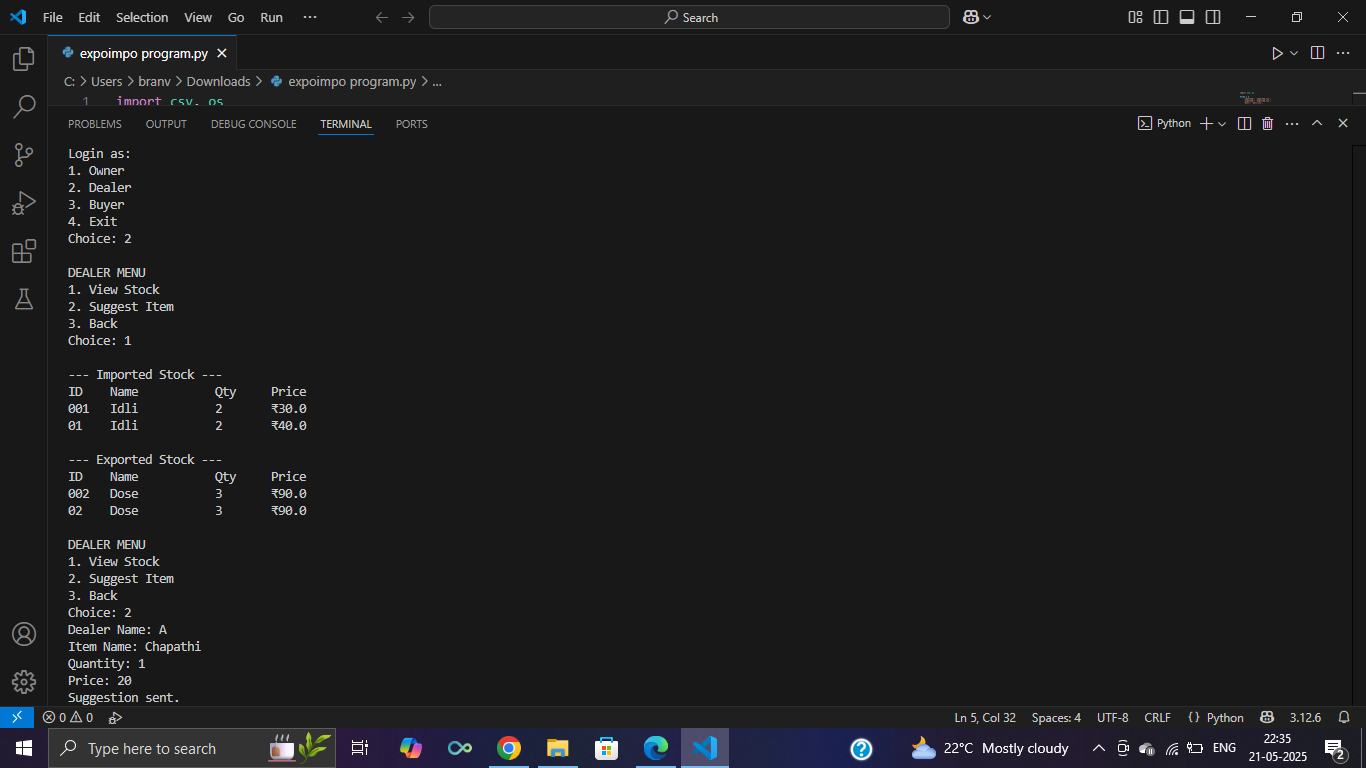 File Edit Selection View Go Run ··· Search
expoimpo program.py
C: > Users > branv > Downloads > expoimpo program.py > ...
1 import csv, os
PROBLEMS OUTPUT DEBUG CONSOLE TERMINAL PORTS Python
Login as:
1. Owner
2. Dealer
3. Buyer
4. Exit
Choice: 2
DEALER MENU
1. View Stock
2. Suggest Item
3. Back
Choice: 1
--- Imported Stock ---
ID Name Qty Price
001 Idli 2 ₹30.0
01 Idli 2 ₹40.0
--- Exported Stock ---
ID Name Qty Price
002 Dose 3 ₹90.0
02 Dose 3 ₹90.0
DEALER MENU
1. View Stock
2. Suggest Item
3. Back
Choice: 2
Dealer Name: A
Item Name: Chapathi
Quantity: 1
Price: 20
Suggestion sent.
0 0 Ln 5, Col 32 Spaces: 4 UTF-8 CRLF {} Python 3.12.6
Type here to search 22°C Mostly cloudy ENG 22:35
21-05-2025 2